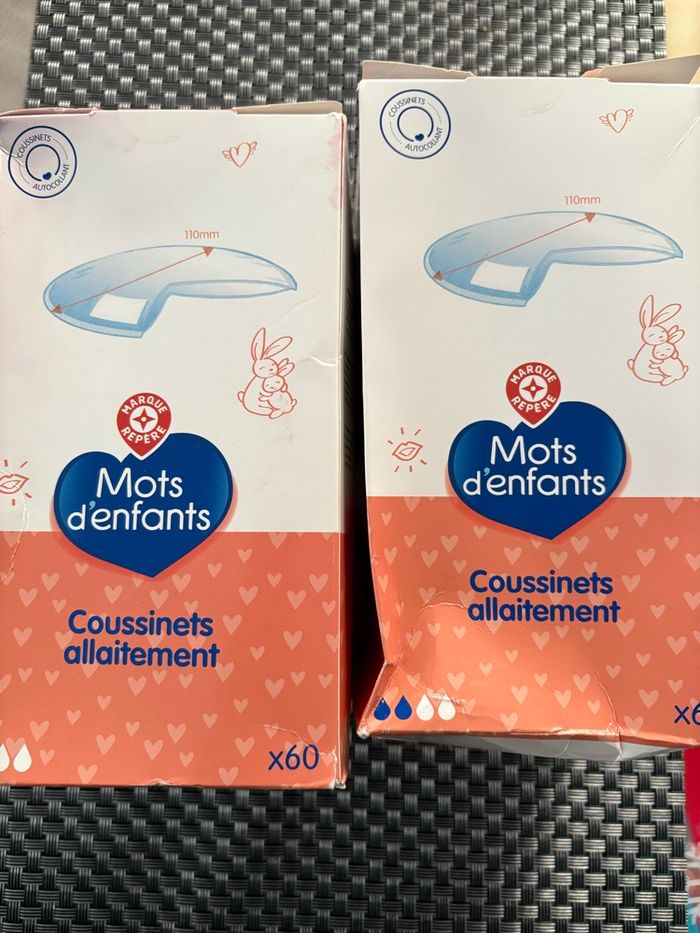 COUSSINETS
AUTOCOLLANT
110mm
MARQUE
REPÈRE
Mots
d'enfants
Coussinets
allaitement
x60
COUSSINETS
AUTOCOLLANT
110mm
MARQUE
REPÈRE
Mots
d'enfants
Coussinets
allaitement